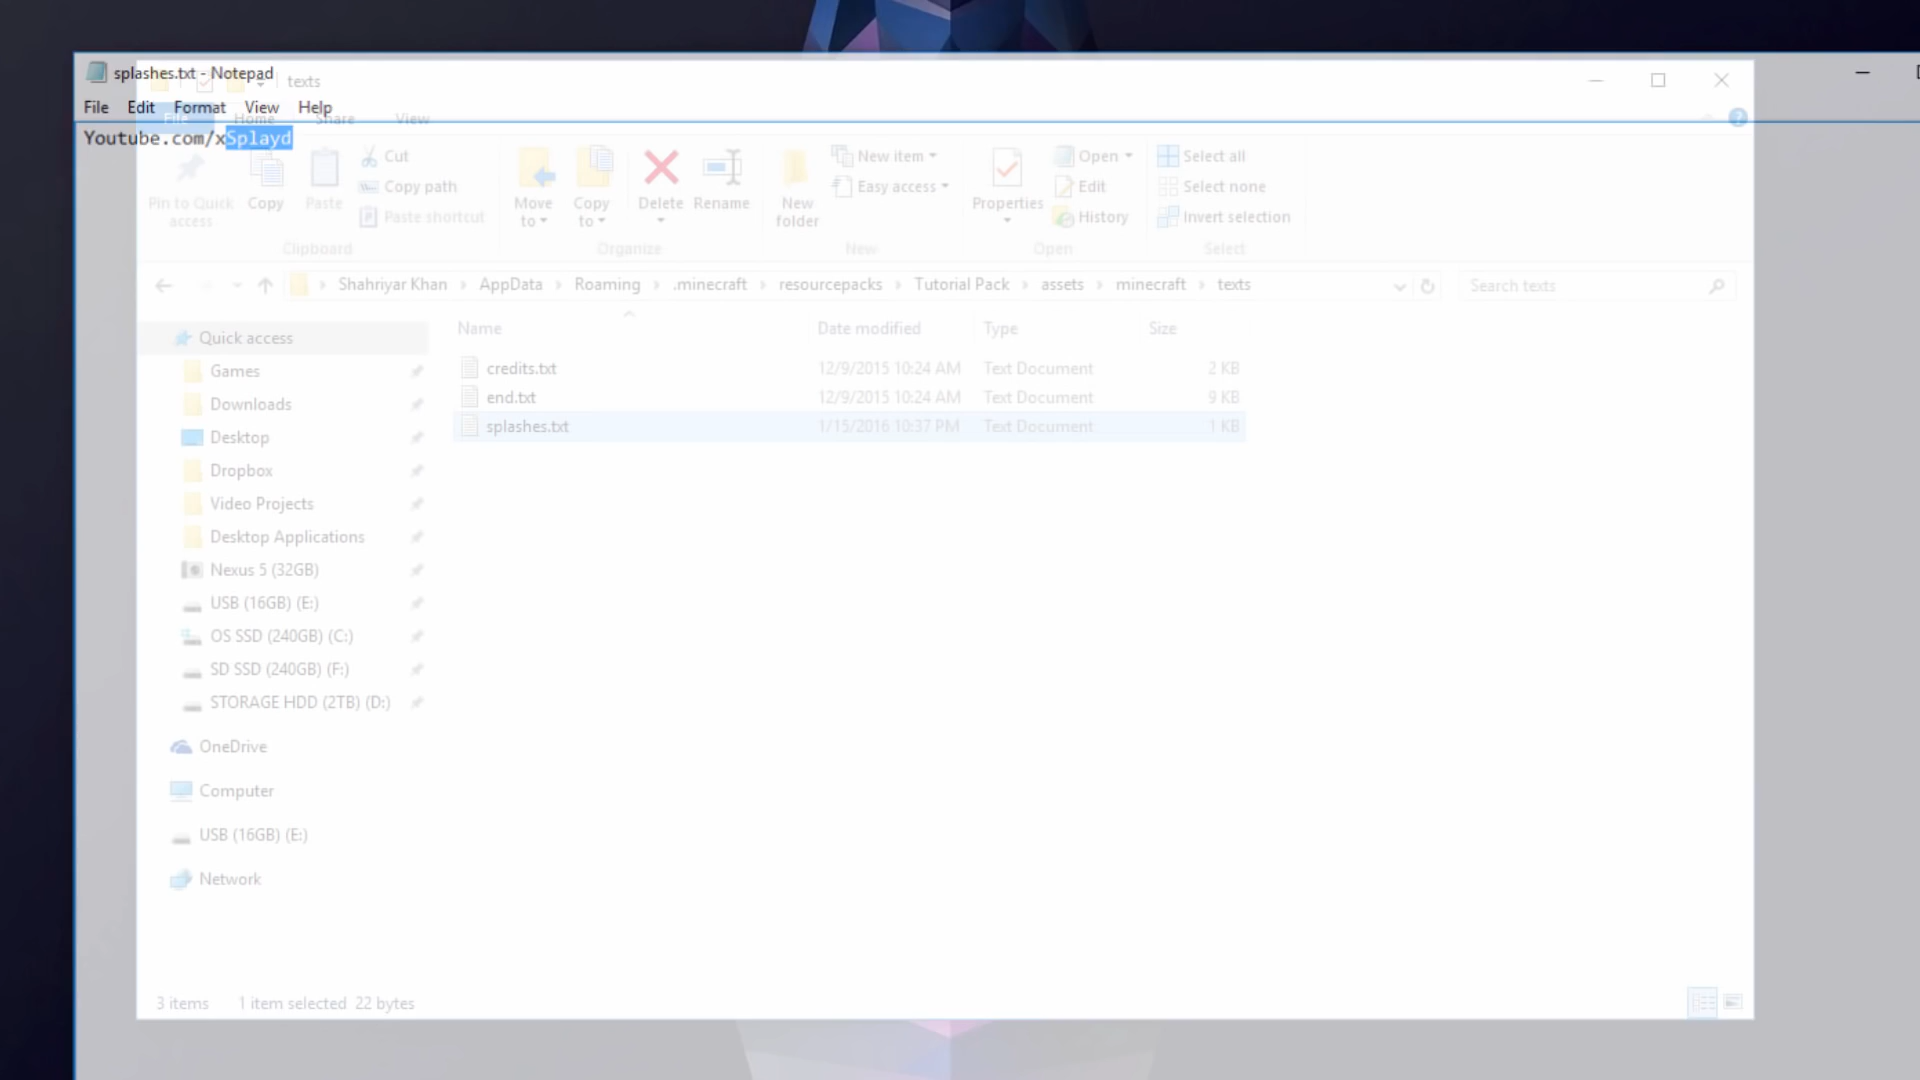 splashes.txt - Notepad
texts
File Edit Format View Help
File Home Share View
Youtube.com/xSplayd
Pin to Quick access
Copy
Paste
Cut
Copy path
Paste shortcut
Clipboard
Move to
Copy to
Delete
Rename
Organize
New folder
New item
Easy access
New
Properties
Open
Edit
History
Open
Select all
Select none
Invert selection
Select
Shahriyar Khan AppData Roaming .minecraft resourcepacks Tutorial Pack assets minecraft texts
Search texts
Quick access
Games
Downloads
Desktop
Dropbox
Video Projects
Desktop Applications
Nexus 5 (32GB)
USB (16GB) (E:)
OS SSD (240GB) (C:)
SD SSD (240GB) (F:)
STORAGE HDD (2TB) (D:)
OneDrive
Computer
USB (16GB) (E:)
Network
Name Date modified Type Size
credits.txt 12/9/2015 10:24 AM Text Document 2 KB
end.txt 12/9/2015 10:24 AM Text Document 9 KB
splashes.txt 1/15/2016 10:37 PM Text Document 1 KB
3 items 1 item selected 22 bytes